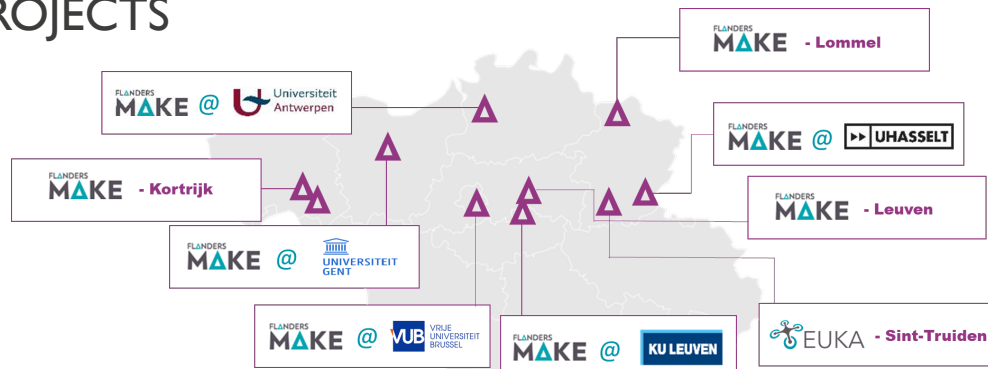 ROJECTS
FLANDERS
MAKE - Lommel
FLANDERS
MAKE @ Universiteit
Antwerpen
FLANDERS
MAKE @ UHASSELT
FLANDERS
MAKE - Kortrijk
FLANDERS
MAKE - Leuven
FLANDERS
MAKE @ UNIVERSITEIT
GENT
FLANDERS
MAKE @ VUB VRIJE
UNIVERSITEIT
BRUSSEL
FLANDERS
MAKE @ KU LEUVEN
EUKA - Sint-Truiden